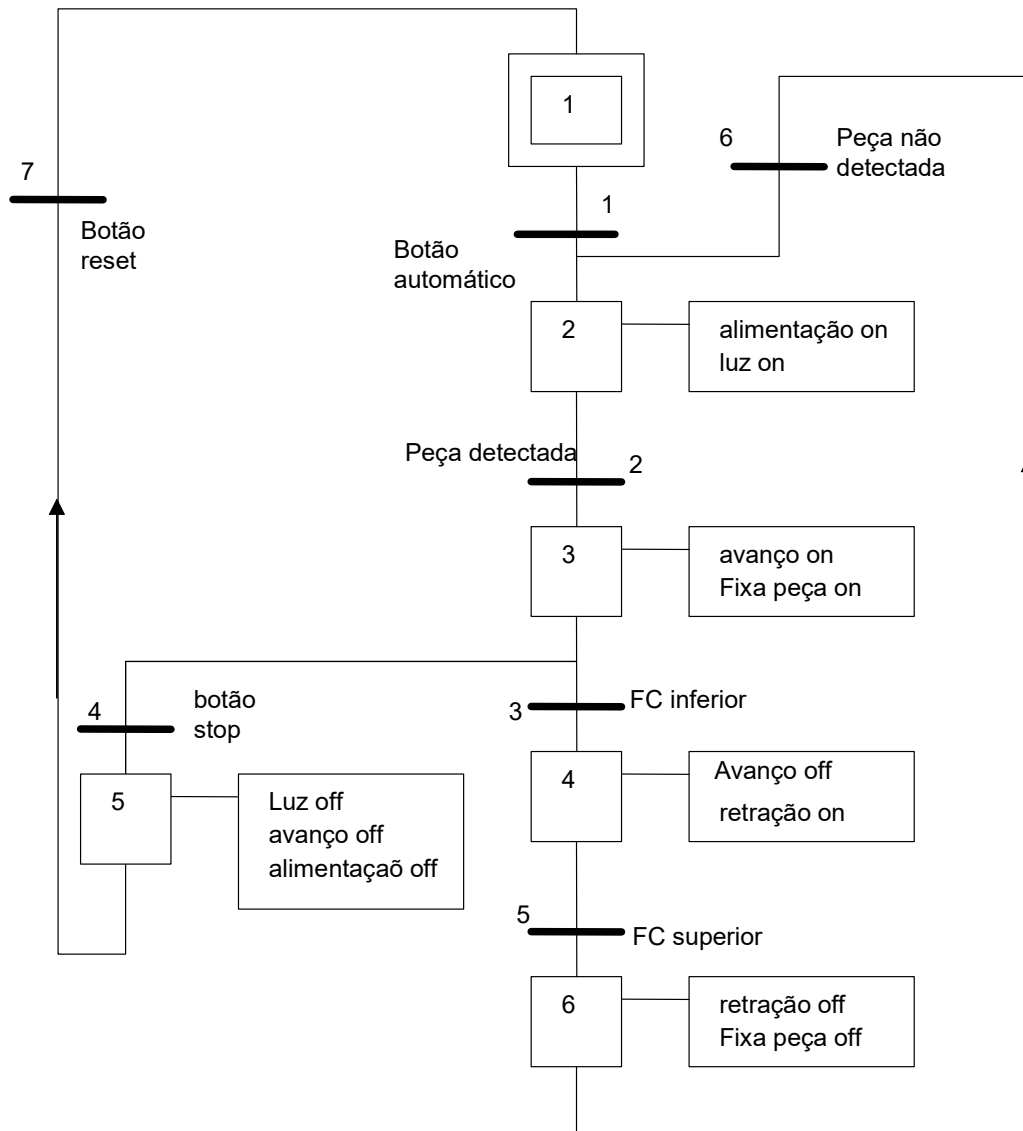 1
6
Peça não
detectada
7
1
Botão
reset
Botão
automático
2
alimentação on
luz on
Peça detectada
2
3
avanço on
Fixa peça on
botão
stop
4
FC inferior
3
4
Avanço off
retração on
5
Luz off
avanço off
alimentaçaõ off
5
FC superior
6
retração off
Fixa peça off